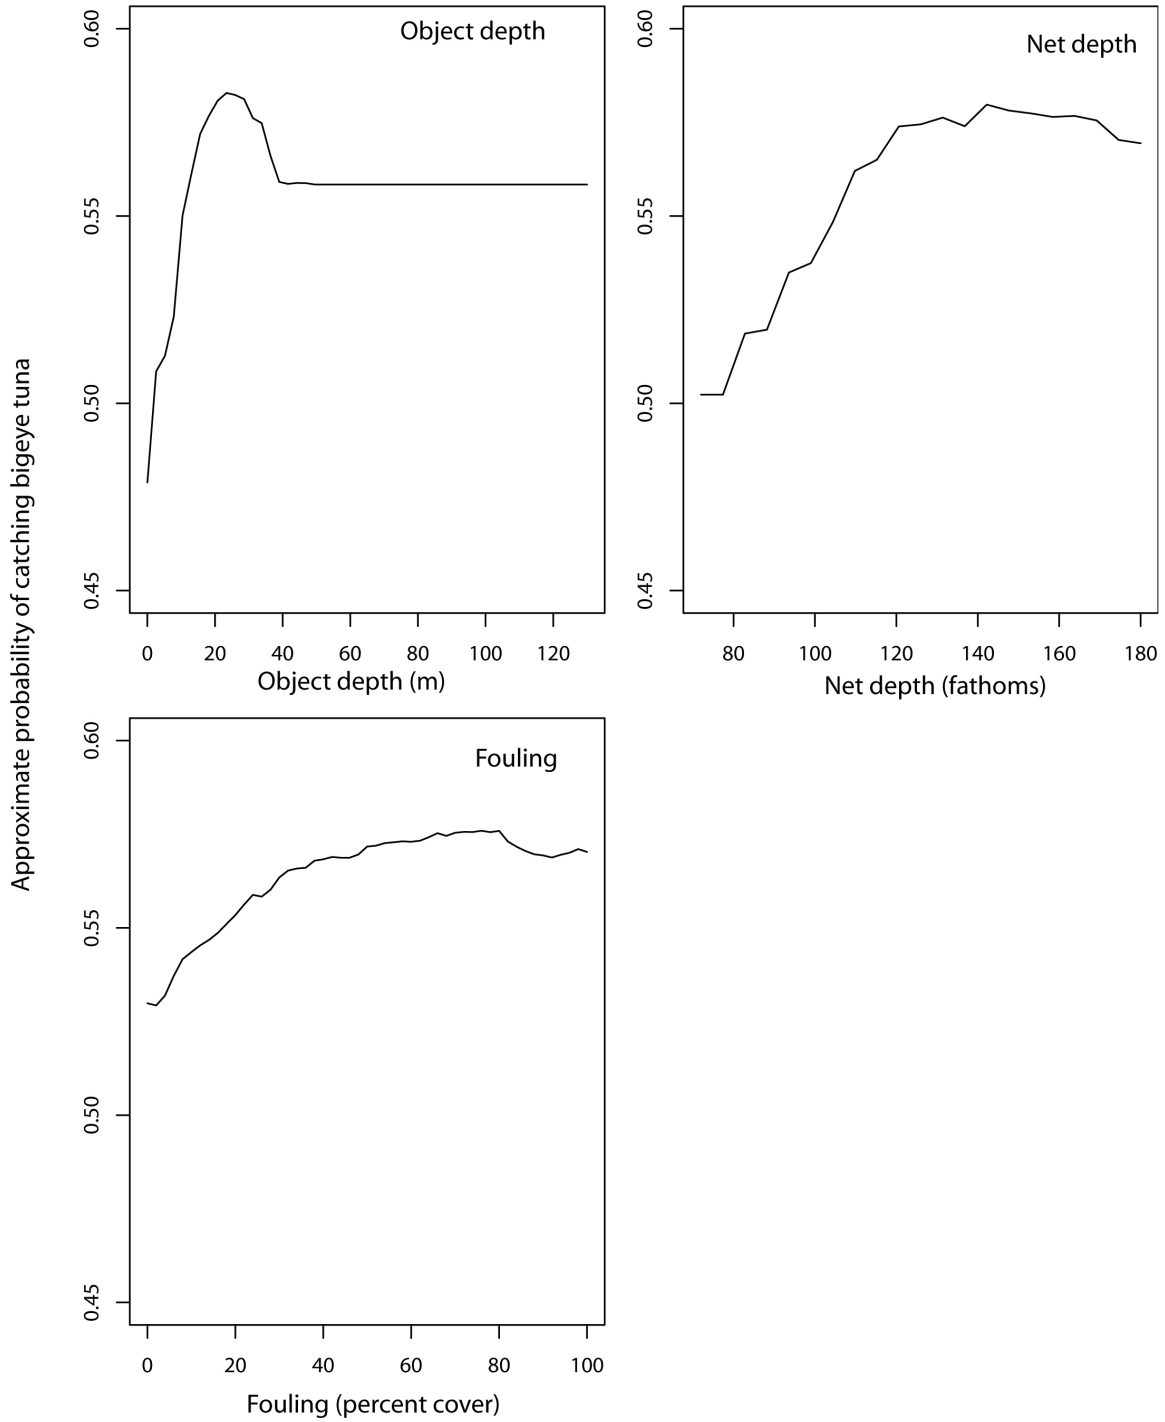 Approximate probability of catching bigeye tuna
Object depth
0.60
0.55
0.50
0.45
0 20 40 60 80 100 120
Object depth (m)
Net depth
0.60
0.55
0.50
0.45
80 100 120 140 160 180
Net depth (fathoms)
Fouling
0.60
0.55
0.50
0.45
0 20 40 60 80 100
Fouling (percent cover)